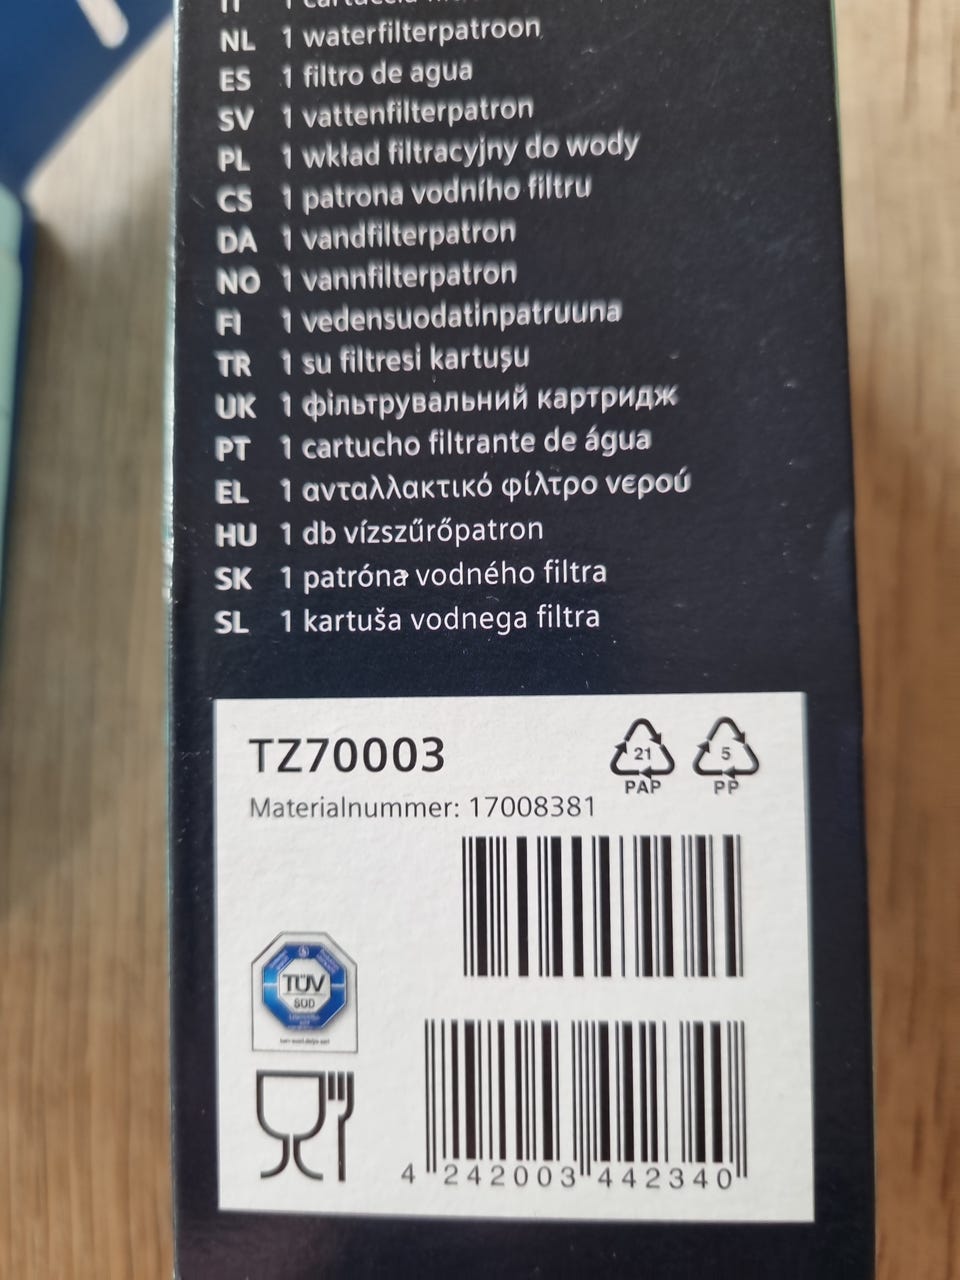 NL 1 waterfilterpatroon
ES 1 filtro de agua
SV 1 vattenfilterpatron
PL 1 wkład filtracyjny do wody
CS 1 patrona vodního filtru
DA 1 vandfilterpatron
NO 1 vannfilterpatron
FI 1 vedensuodatinpatruuna
TR 1 su filtresi kartuşu
UK 1 фільтрувальний картридж
PT 1 cartucho filtrante de água
EL 1 ανταλλακτικό φίλτρο νερού
HU 1 db vízszűrőpatron
SK 1 patróna vodného filtra
SL 1 kartuša vodnega filtra
TZ70003
21
PAP
5
PP
Materialnummer: 17008381
TÜV
SÜD
4 242003 442340